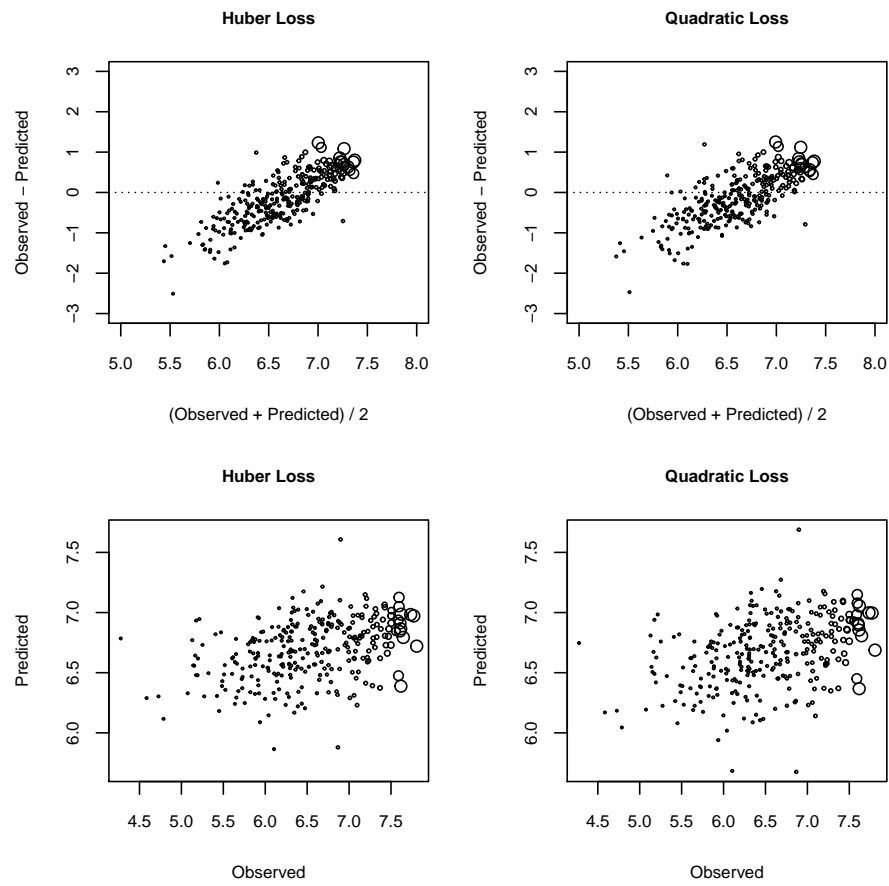 Huber Loss
Observed − Predicted
3
2
1
0
−1
−2
−3
5.0 5.5 6.0 6.5 7.0 7.5 8.0
(Observed + Predicted) / 2
Quadratic Loss
Observed − Predicted
3
2
1
0
−1
−2
−3
5.0 5.5 6.0 6.5 7.0 7.5 8.0
(Observed + Predicted) / 2
Huber Loss
Predicted
7.5
7.0
6.5
6.0
4.5 5.0 5.5 6.0 6.5 7.0 7.5
Observed
Quadratic Loss
Predicted
7.5
7.0
6.5
6.0
4.5 5.0 5.5 6.0 6.5 7.0 7.5
Observed